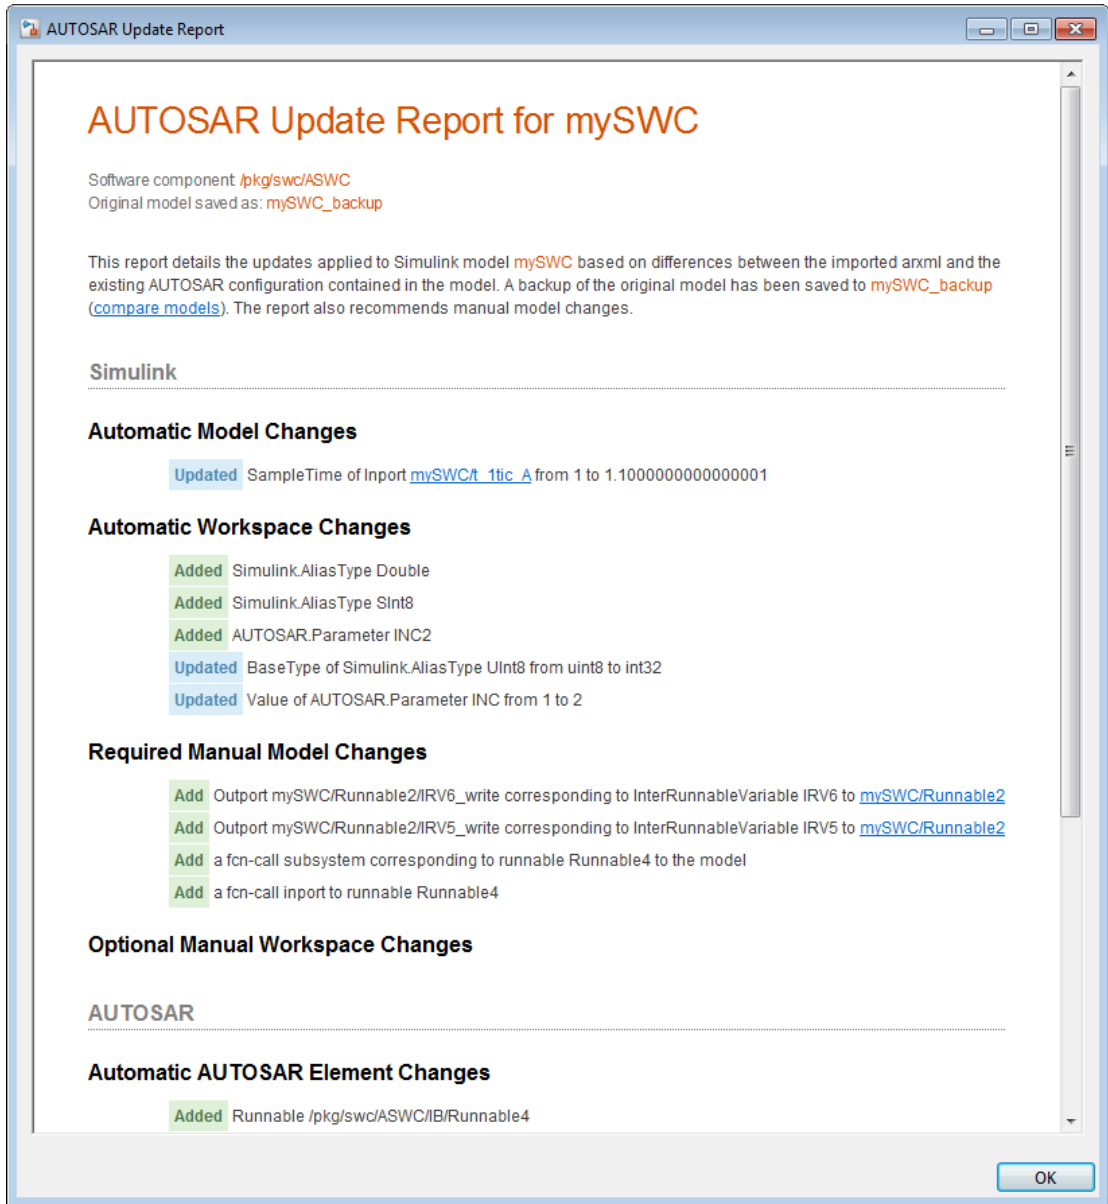 AUTOSAR Update Report
AUTOSAR Update Report for mySWC
Software component /pkg/swc/ASWC
Original model saved as: mySWC_backup
This report details the updates applied to Simulink model mySWC based on differences between the imported arxml and the
existing AUTOSAR configuration contained in the model. A backup of the original model has been saved to mySWC_backup
(compare models). The report also recommends manual model changes.
Simulink
Automatic Model Changes
Updated SampleTime of Inport mySWC/t_1tic_A from 1 to 1.1000000000000001
Automatic Workspace Changes
Added Simulink.AliasType Double
Added Simulink.AliasType SInt8
Added AUTOSAR.Parameter INC2
Updated BaseType of Simulink.AliasType UInt8 from uint8 to int32
Updated Value of AUTOSAR.Parameter INC from 1 to 2
Required Manual Model Changes
Add Outport mySWC/Runnable2/IRV6_write corresponding to InterRunnableVariable IRV6 to mySWC/Runnable2
Add Outport mySWC/Runnable2/IRV5_write corresponding to InterRunnableVariable IRV5 to mySWC/Runnable2
Add a fcn-call subsystem corresponding to runnable Runnable4 to the model
Add a fcn-call inport to runnable Runnable4
Optional Manual Workspace Changes
AUTOSAR
Automatic AUTOSAR Element Changes
Added Runnable /pkg/swc/ASWC/IB/Runnable4
OK